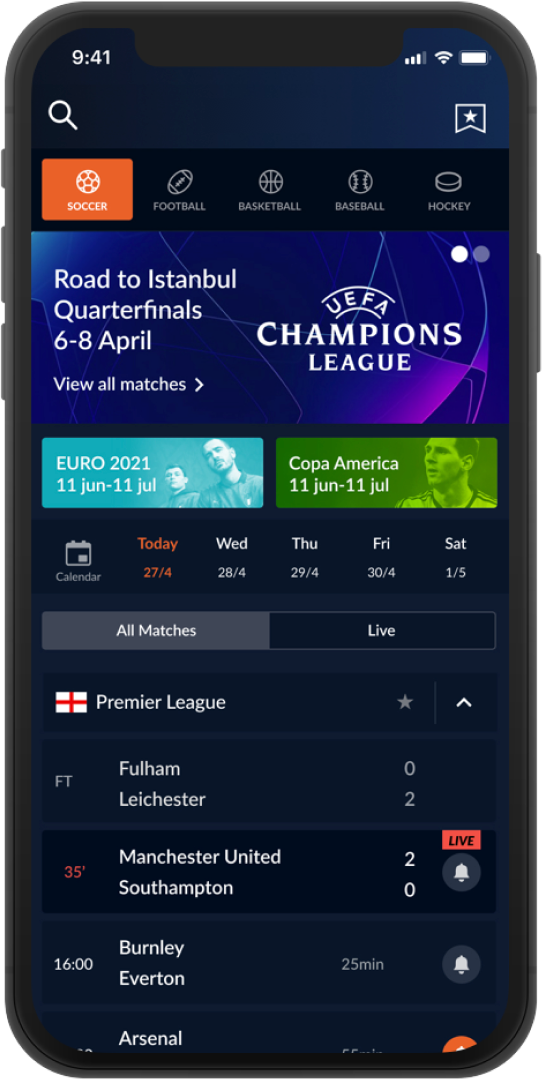 9:41
SOCCER
FOOTBALL
BASKETBALL
BASEBALL
HOCKEY
Road to Istanbul
Quarterfinals
6-8 April
View all matches
UEFA
CHAMPIONS
LEAGUE
EURO 2021
11 jun-11 jul
Copa America
11 jun-11 jul
Calendar
Today
27/4
Wed
28/4
Thu
29/4
Fri
30/4
Sat
1/5
All Matches
Live
Premier League
FT
Fulham 0
Leichester 2
LIVE
35’
Manchester United 2
Southampton 0
16:00
Burnley
Everton
25min
Arsenal